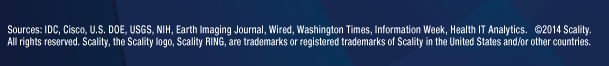 Sources: IDC, Cisco, U.S. DOE, USGS, NIH, Earth Imaging Journal, Wired, Washington Times, Information Week, Health IT Analytics. ©2014 Scality.
All rights reserved. Scality, the Scality logo, Scality RING, are trademarks or registered trademarks of Scality in the United States and/or other countries.